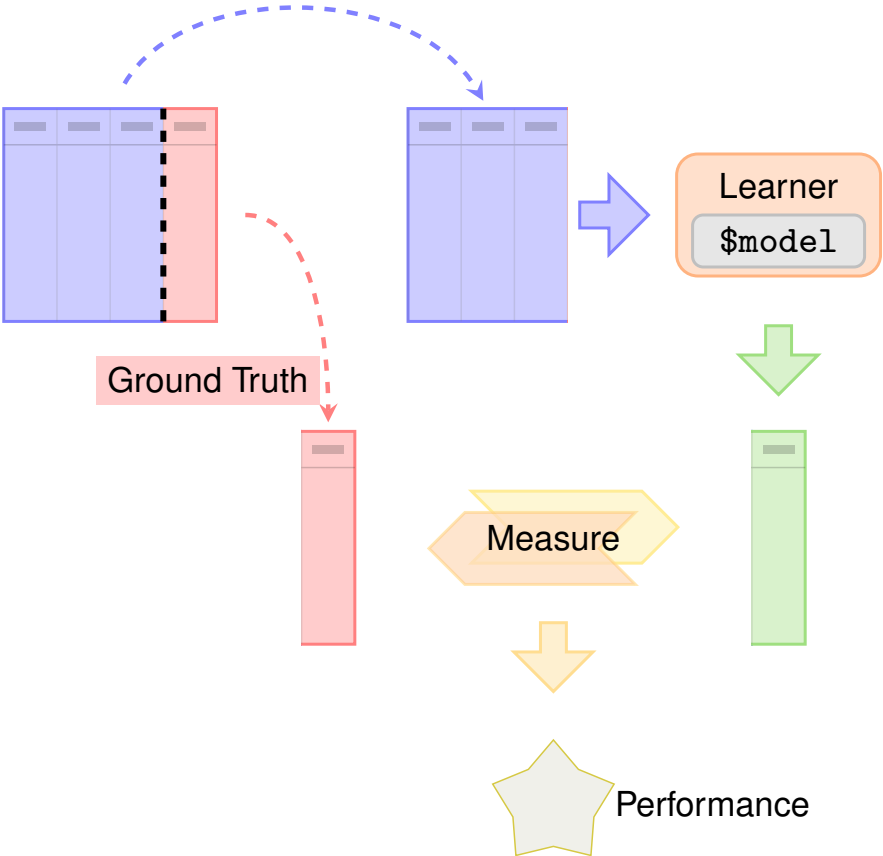 Learner
$model
Ground Truth
Measure
Performance